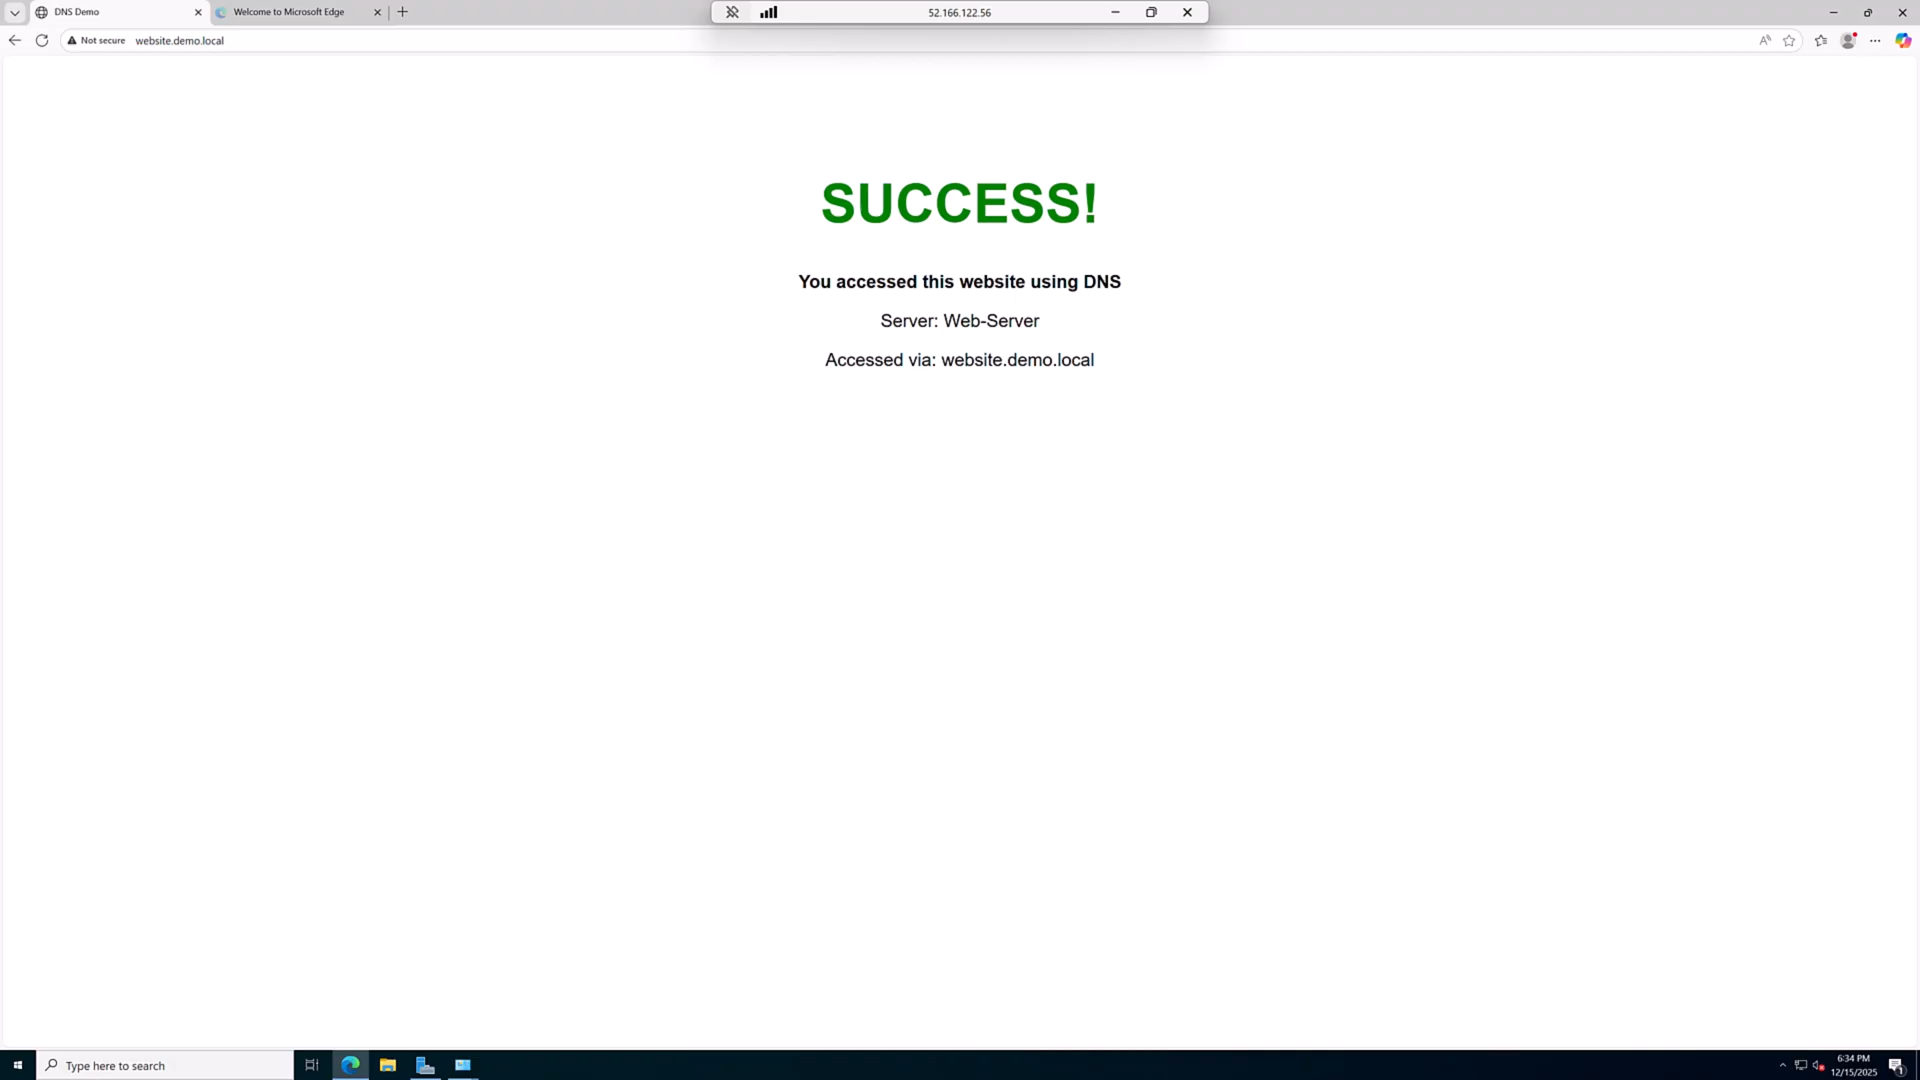 DNS Demo
Welcome to Microsoft Edge
52.166.122.56
Not secure
website.demo.local
SUCCESS!
You accessed this website using DNS
Server: Web-Server
Accessed via: website.demo.local
Type here to search
6:34 PM
12/15/2025
1